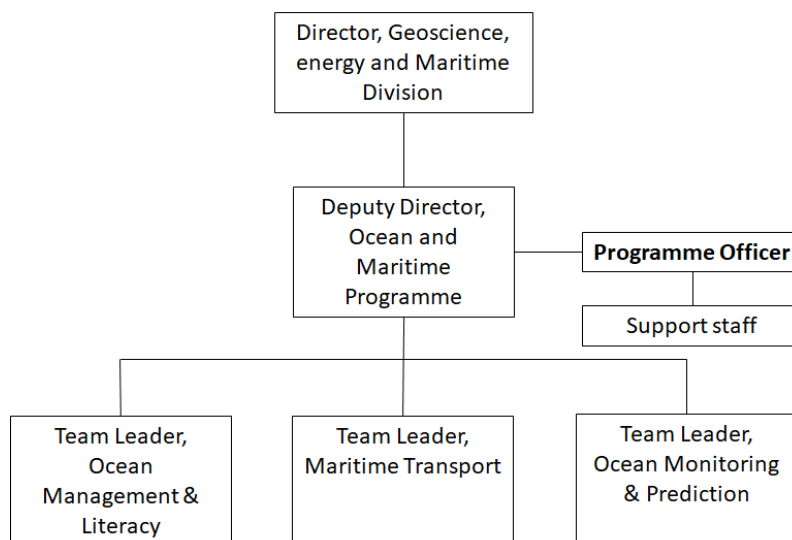 Director, Geoscience,
energy and Maritime
Division
Deputy Director,
Ocean and
Maritime
Programme
Programme Officer
Support staff
Team Leader,
Ocean
Management &
Literacy
Team Leader,
Maritime Transport
Team Leader,
Ocean Monitoring
& Prediction